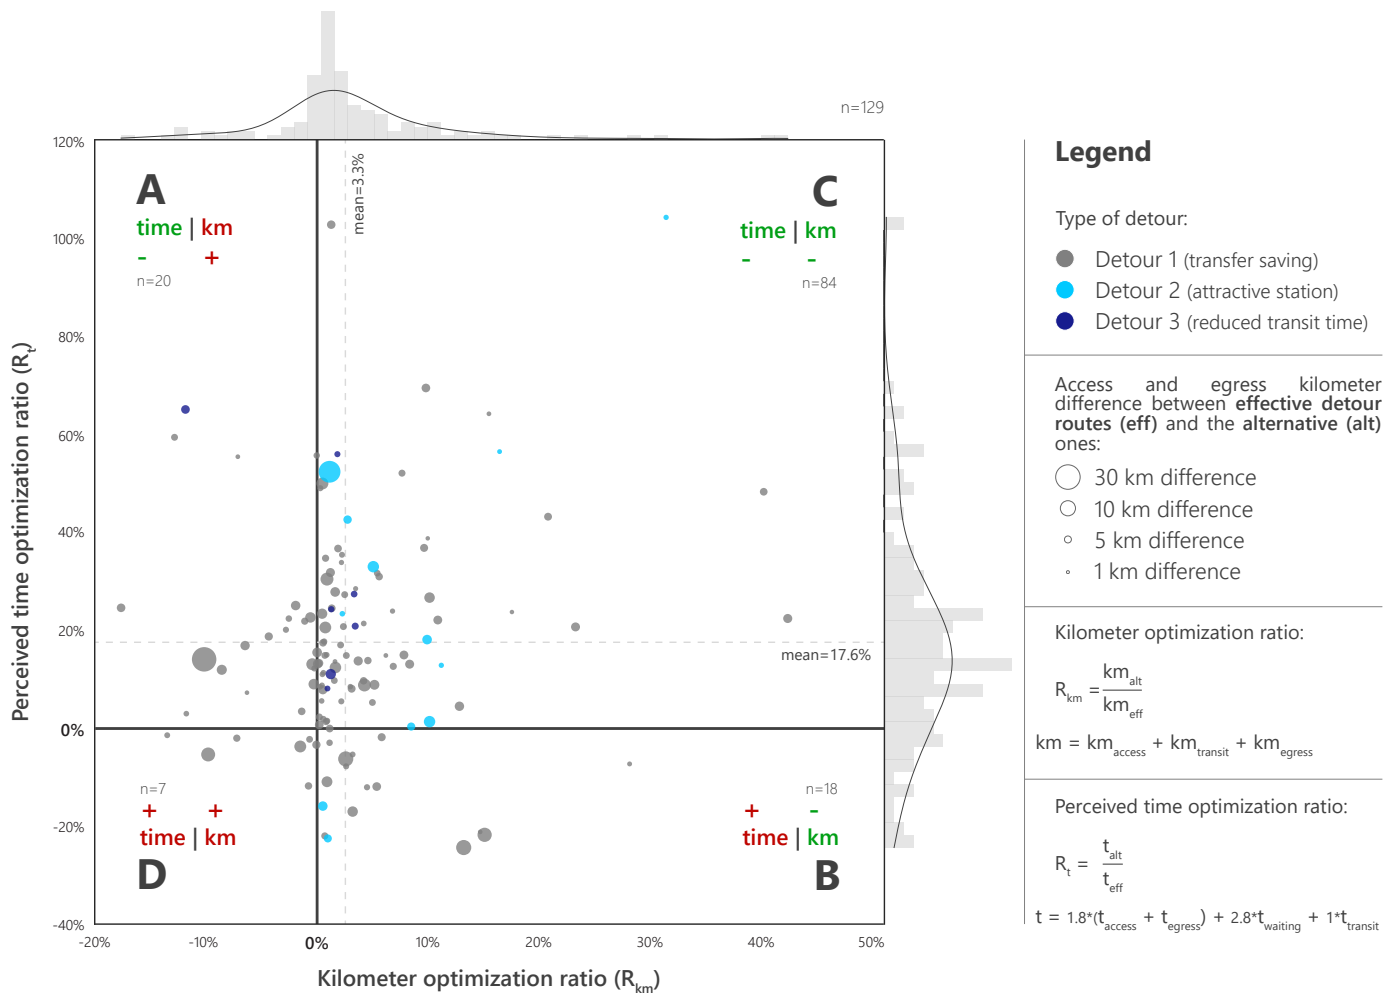 n=129
120%
100%
80%
60%
40%
20%
0%
-20%
-40%
-20%
-10%
0%
10%
20%
30%
40%
50%
Perceived time optimization ratio (Rt)
Kilometer optimization ratio (Rkm)
mean=3.3%
mean=17.6%
A
time | km
- +
n=20
C
time | km
- -
n=84
n=7
+ +
time | km
D
n=18
+ -
time | km
B
Legend
Type of detour:
Detour 1 (transfer saving)
Detour 2 (attractive station)
Detour 3 (reduced transit time)
Access and egress kilometer
difference between effective detour
routes (eff) and the alternative (alt)
ones:
30 km difference
10 km difference
5 km difference
1 km difference
Kilometer optimization ratio:
Rkm = kmalt / kmeff
km = kmaccess + kmtransit + kmegress
Perceived time optimization ratio:
Rt = talt / teff
t = 1.8*(taccess + tegress) + 2.8*twaiting + 1*ttransit